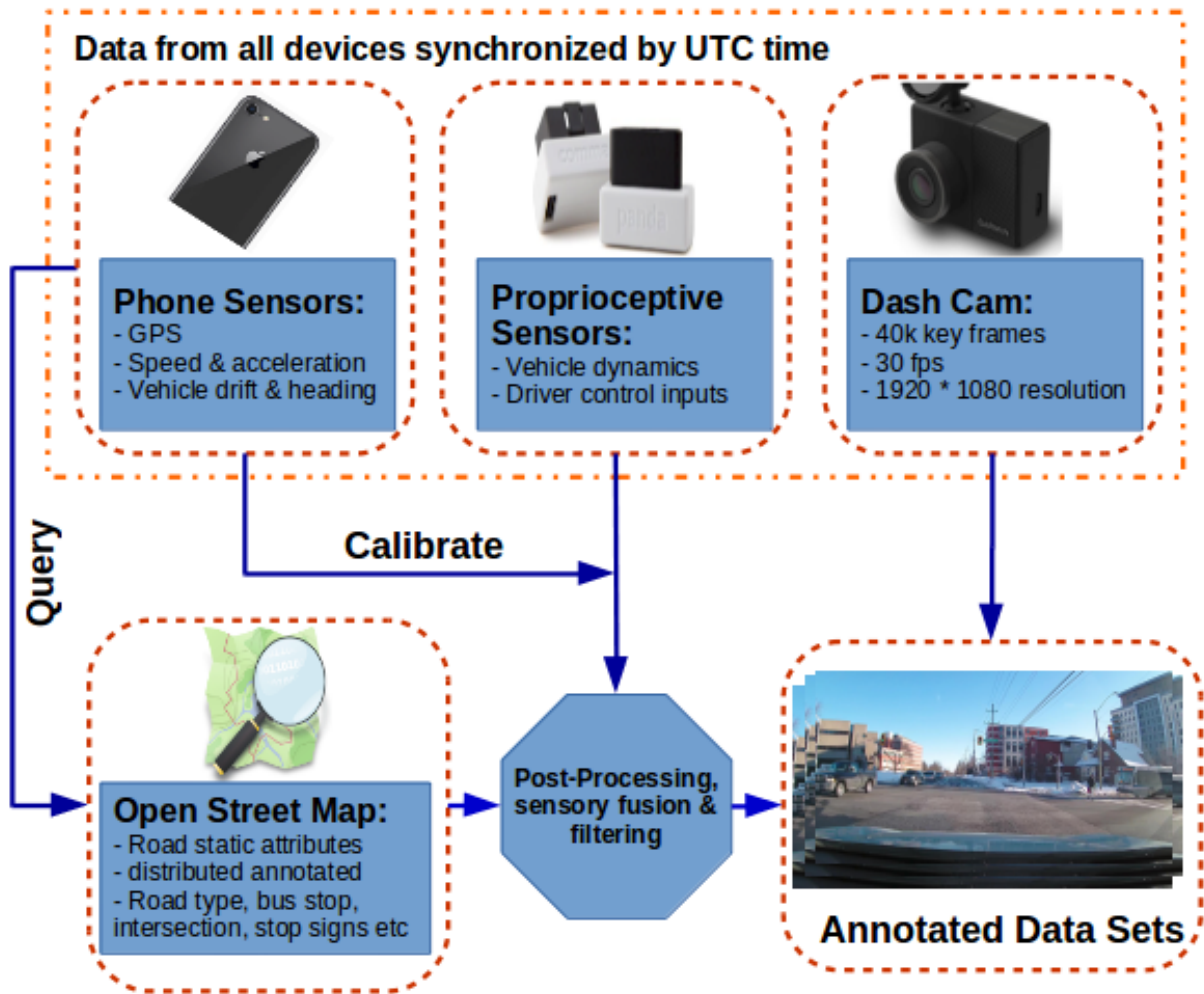 Data from all devices synchronized by UTC time
comma
panda
Phone Sensors:
- GPS
- Speed & acceleration
- Vehicle drift & heading
Proprioceptive
Sensors:
- Vehicle dynamics
- Driver control inputs
Dash Cam:
- 40k key frames
- 30 fps
- 1920 * 1080 resolution
Query
Calibrate
Open Street Map:
- Road static attributes
- distributed annotated
- Road type, bus stop,
intersection, stop signs etc
Post-Processing,
sensory fusion &
filtering
Annotated Data Sets